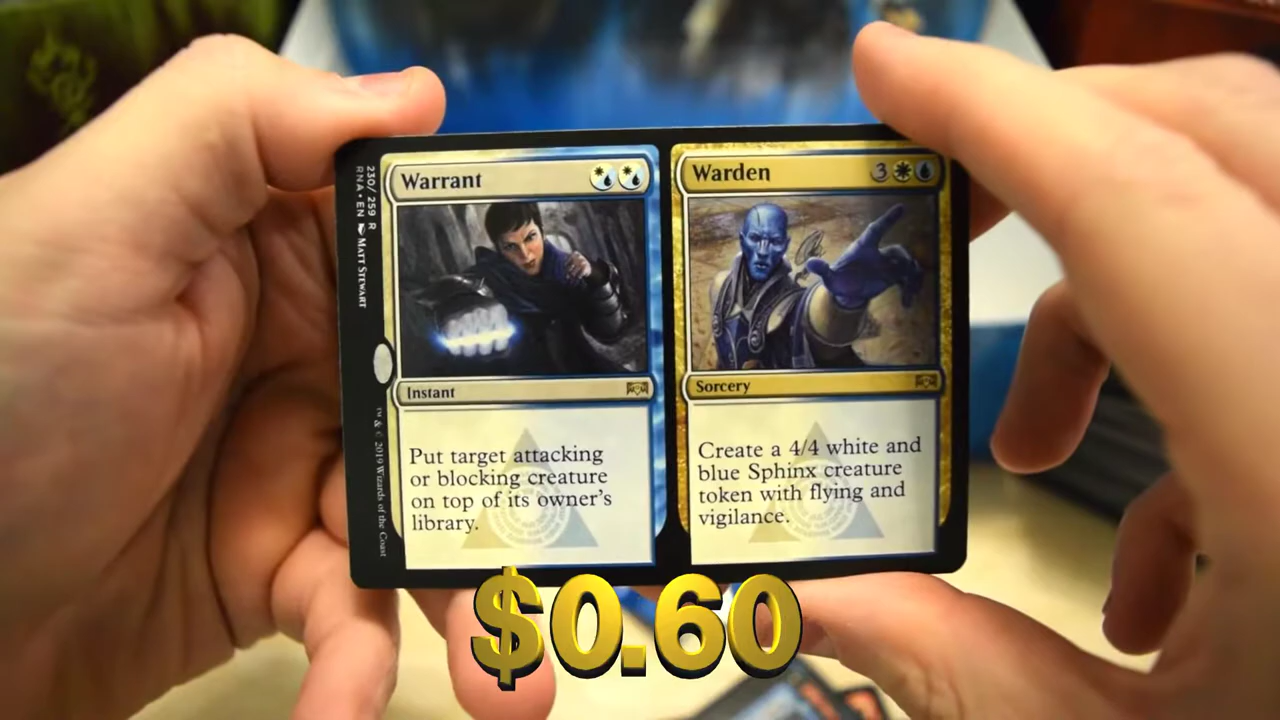 230/259 R
RNA • EN MATT STEWART
™ & © 2019 Wizards of the Coast
Warrant
Instant
Put target attacking
or blocking creature
on top of its owner's
library.
Warden
3
Sorcery
Create a 4/4 white and
blue Sphinx creature
token with flying and
vigilance.
$0.60